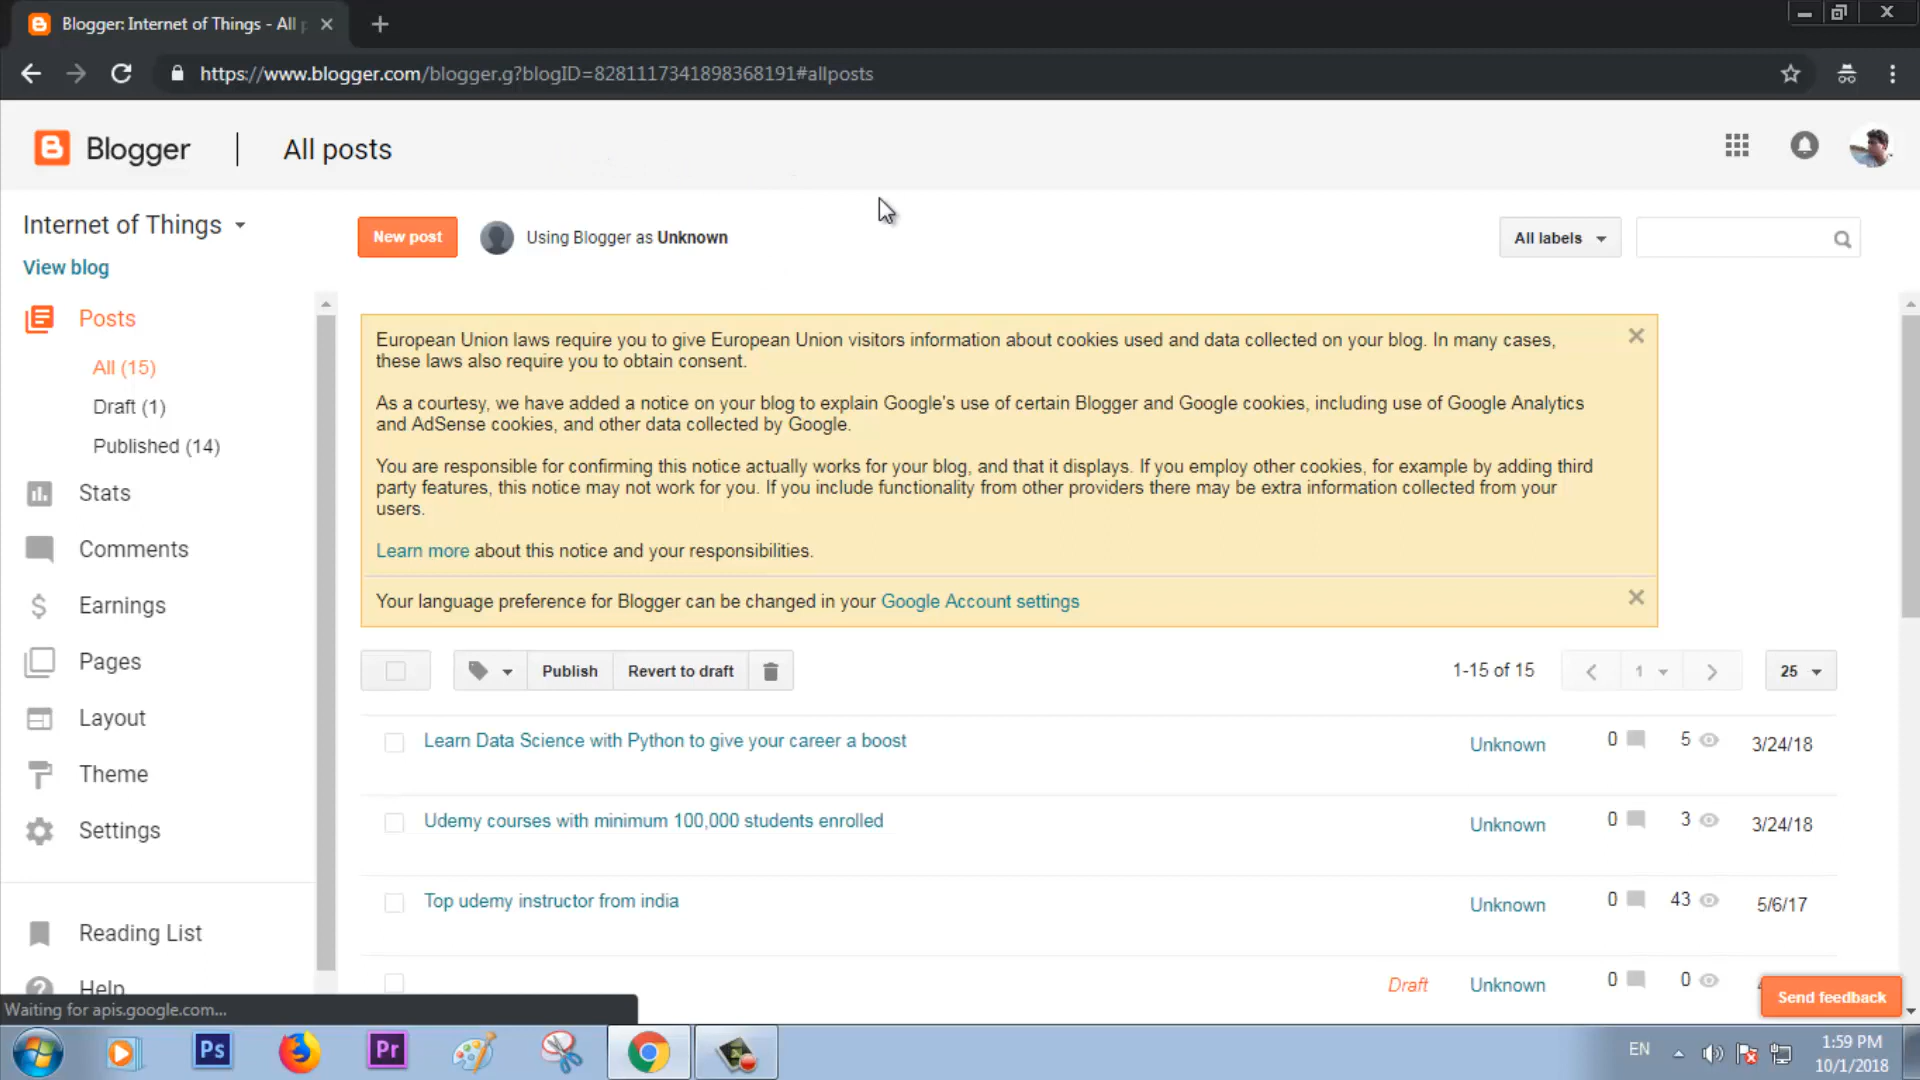 Blogger: Internet of Things - All
https://www.blogger.com/blogger.g?blogID=8281117341898368191#allposts
Blogger
All posts
Internet of Things
View blog
New post
Using Blogger as Unknown
All labels
Posts
All (15)
Draft (1)
Published (14)
Stats
Comments
Earnings
Pages
Layout
Theme
Settings
Reading List
Help
European Union laws require you to give European Union visitors information about cookies used and data collected on your blog. In many cases,
these laws also require you to obtain consent.
As a courtesy, we have added a notice on your blog to explain Google's use of certain Blogger and Google cookies, including use of Google Analytics
and AdSense cookies, and other data collected by Google.
You are responsible for confirming this notice actually works for your blog, and that it displays. If you employ other cookies, for example by adding third
party features, this notice may not work for you. If you include functionality from other providers there may be extra information collected from your
users.
Learn more about this notice and your responsibilities.
Your language preference for Blogger can be changed in your Google Account settings
Publish
Revert to draft
1-15 of 15
1
25
Learn Data Science with Python to give your career a boost
Unknown
0
5
3/24/18
Udemy courses with minimum 100,000 students enrolled
Unknown
0
3
3/24/18
Top udemy instructor from india
Unknown
0
43
5/6/17
Draft
Unknown
0
0
Send feedback
Waiting for apis.google.com...
Ps
Pr
EN
1:59 PM
10/1/2018